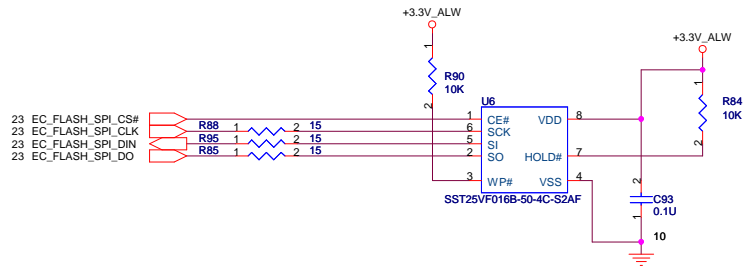 +3.3V_ALW
+3.3V_ALW
1
R90
10K
2
1
R84
10K
2
U6
23 EC_FLASH_SPI_CS# 1 CE# VDD 8
23 EC_FLASH_SPI_CLK R88 1 2 15 6 SCK
23 EC_FLASH_SPI_DIN R95 1 2 15 5 SI
23 EC_FLASH_SPI_DO R85 1 2 15 2 SO HOLD# 7
3 WP# VSS 4
SST25VF016B-50-4C-S2AF
2
C93
0.1U
1
10